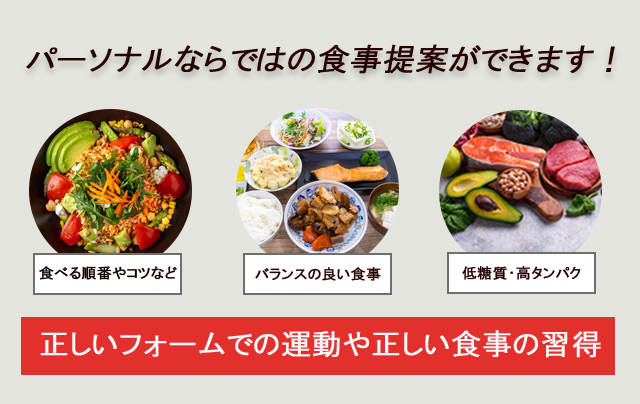 パーソナルならではの食事提案ができます！
食べる順番やコツなど
バランスの良い食事
低糖質・高タンパク
正しいフォームでの運動や正しい食事の習得